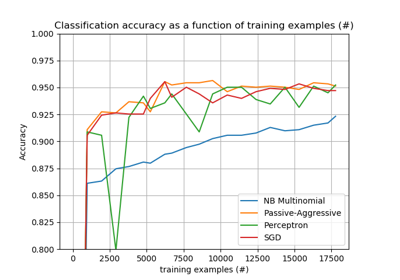 Classification accuracy as a function of training examples (#)
1.000
0.975
0.950
0.925
0.900
0.875
0.850
0.825
0.800
Accuracy
NB Multinomial
Passive-Aggressive
Perceptron
SGD
0 2500 5000 7500 10000 12500 15000 17500
training examples (#)